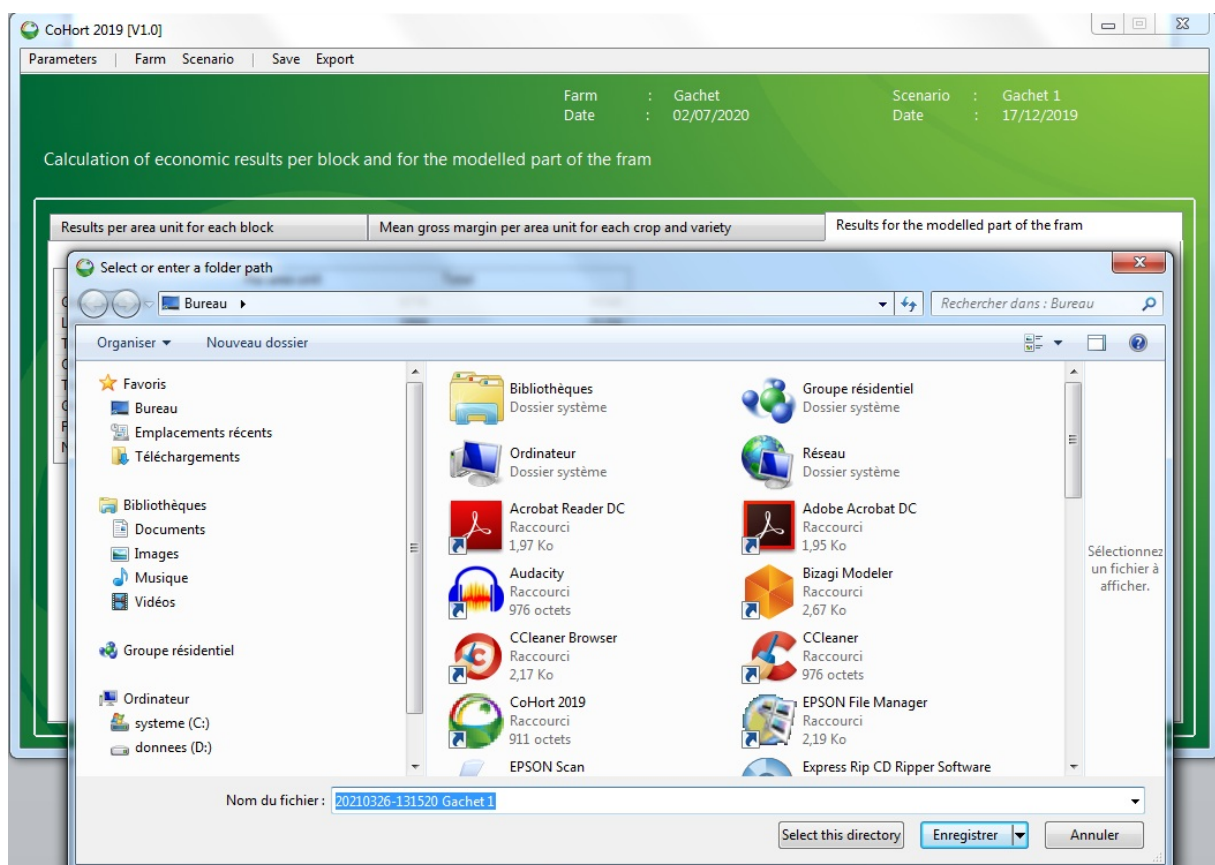 CoHort 2019 [V1.0]
Parameters | Farm Scenario | Save Export
Farm : Gachet Scenario : Gachet 1
Date : 02/07/2020 Date : 17/12/2019
Calculation of economic results per block and for the modelled part of the fram
Results per area unit for each block Mean gross margin per area unit for each crop and variety Results for the modelled part of the fram
Select or enter a folder path
Bureau Rechercher dans : Bureau
Organiser Nouveau dossier
Favoris
Bureau
Emplacements récents
Téléchargements
Bibliothèques
Documents
Images
Musique
Vidéos
Groupe résidentiel
Ordinateur
systeme (C:)
donnees (D:)
Bibliothèques
Dossier système
Groupe résidentiel
Dossier système
Ordinateur
Dossier système
Réseau
Dossier système
Acrobat Reader DC
Raccourci
1,97 Ko
Adobe Acrobat DC
Raccourci
1,95 Ko
Audacity
Raccourci
976 octets
Bizagi Modeler
Raccourci
2,67 Ko
CCleaner Browser
Raccourci
2,17 Ko
CCleaner
Raccourci
976 octets
CoHort 2019
Raccourci
911 octets
EPSON File Manager
Raccourci
2,19 Ko
EPSON Scan
Express Rip CD Ripper Software
Sélectionnez
un fichier à
afficher.
Nom du fichier : 20210326-131520 Gachet 1
Select this directory Enregistrer Annuler